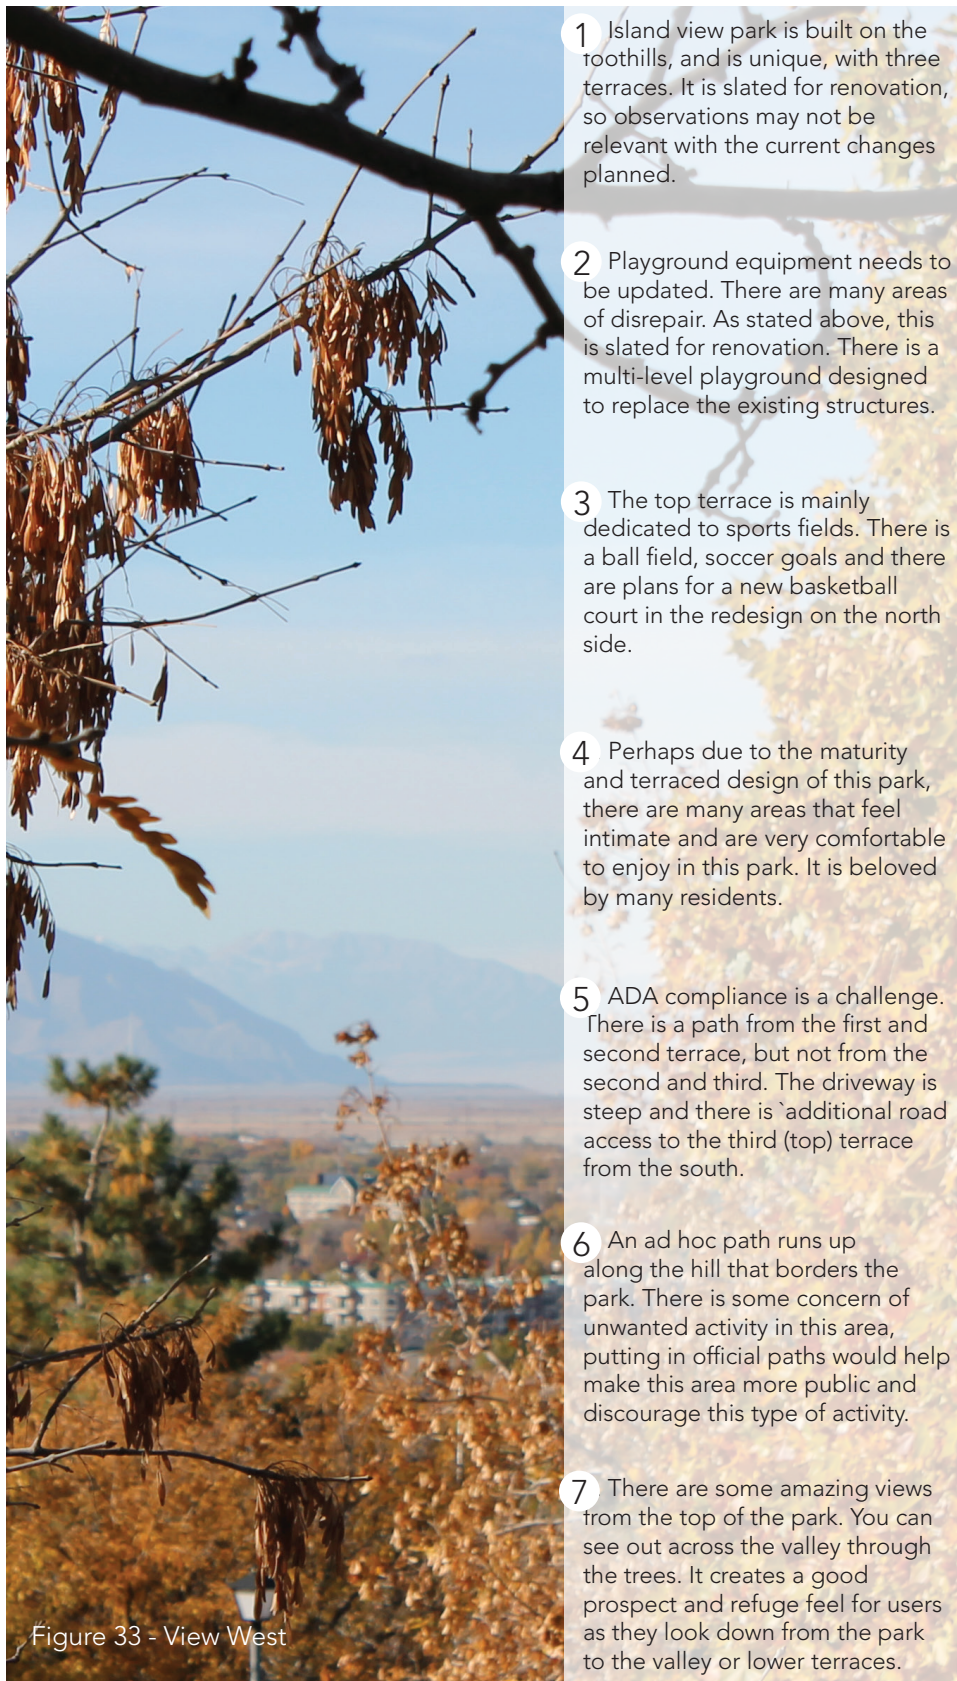 1 Island view park is built on the
foothills, and is unique, with three
terraces. It is slated for renovation,
so observations may not be
relevant with the current changes
planned.
2 Playground equipment needs to
be updated. There are many areas
of disrepair. As stated above, this
is slated for renovation. There is a
multi-level playground designed
to replace the existing structures.
3 The top terrace is mainly
dedicated to sports fields. There is
a ball field, soccer goals and there
are plans for a new basketball
court in the redesign on the north
side.
4 Perhaps due to the maturity
and terraced design of this park,
there are many areas that feel
intimate and are very comfortable
to enjoy in this park. It is beloved
by many residents.
5 ADA compliance is a challenge.
There is a path from the first and
second terrace, but not from the
second and third. The driveway is
steep and there is `additional road
access to the third (top) terrace
from the south.
6 An ad hoc path runs up
along the hill that borders the
park. There is some concern of
unwanted activity in this area,
putting in official paths would help
make this area more public and
discourage this type of activity.
7 There are some amazing views
from the top of the park. You can
see out across the valley through
the trees. It creates a good
prospect and refuge feel for users
as they look down from the park
to the valley or lower terraces.
Figure 33 - View West